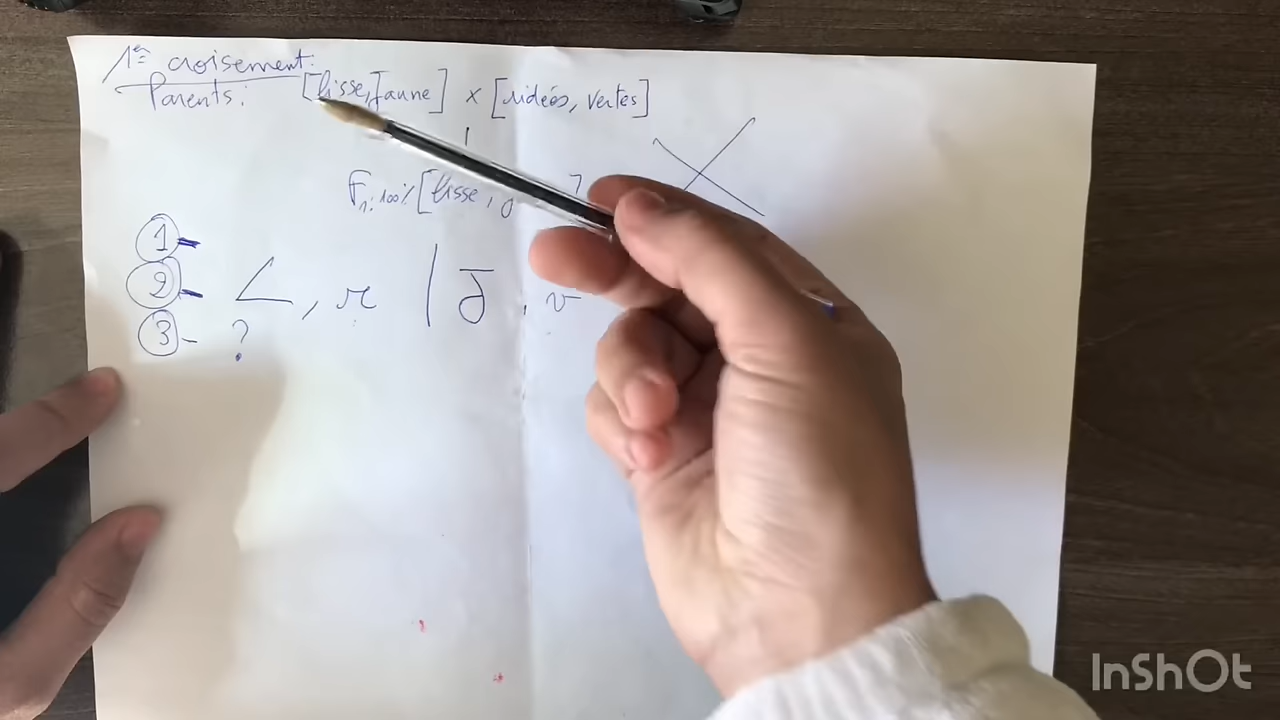 1er croisement:
Parents: [lisse, Jaune] x [ridées, vertes]
F1: 100% [lisse, ]
1 -
2 - L, r | J, v
3 - ?
InShOt